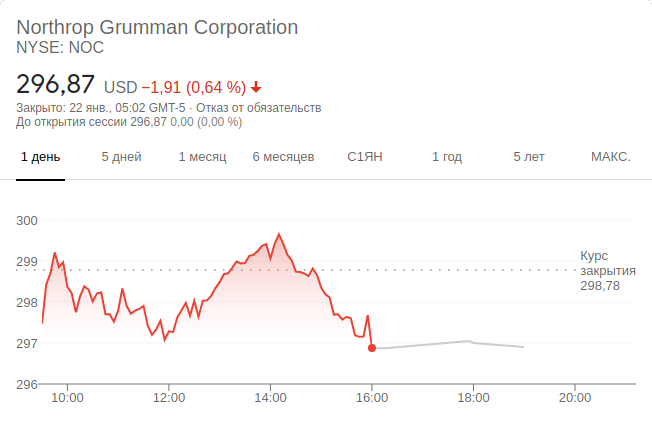 Northrop Grumman Corporation
NYSE: NOC
296,87 USD −1,91 (0,64 %)
Закрыто: 22 янв., 05:02 GMT-5 · Отказ от обязательств
До открытия сессии 296,87 0,00 (0,00 %)
1 день 5 дней 1 месяц 6 месяцев С1ЯН 1 год 5 лет МАКС.
300
299
298
297
296
Курс
закрытия
298,78
10:00 12:00 14:00 16:00 18:00 20:00